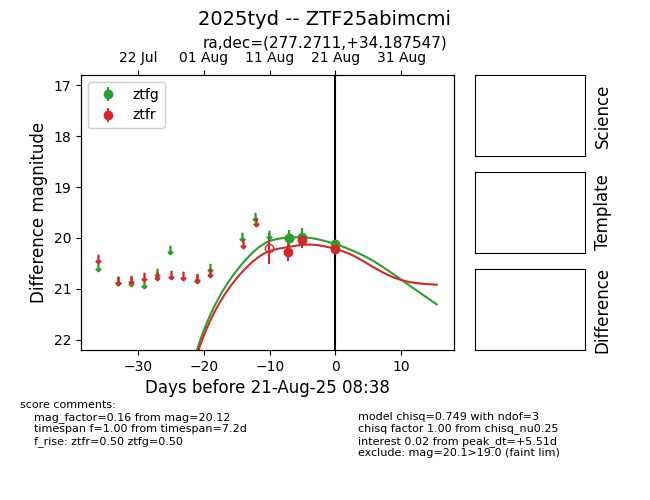 2025tyd -- ZTF25abimcmi
ra,dec=(277.2711,+34.187547)
22 Jul 01 Aug 11 Aug 21 Aug 31 Aug
17
18
19
20
21
22
Difference magnitude
ztfg
ztfr
−30 −20 −10 0 10
Days before 21-Aug-25 08:38
Science
Template
Difference
score comments:
mag_factor=0.16 from mag=20.12
timespan f=1.00 from timespan=7.2d
f_rise: ztfr=0.50 ztfg=0.50
model chisq=0.749 with ndof=3
chisq factor 1.00 from chisq_nu0.25
interest 0.02 from peak_dt=+5.51d
exclude: mag=20.1>19.0 (faint lim)